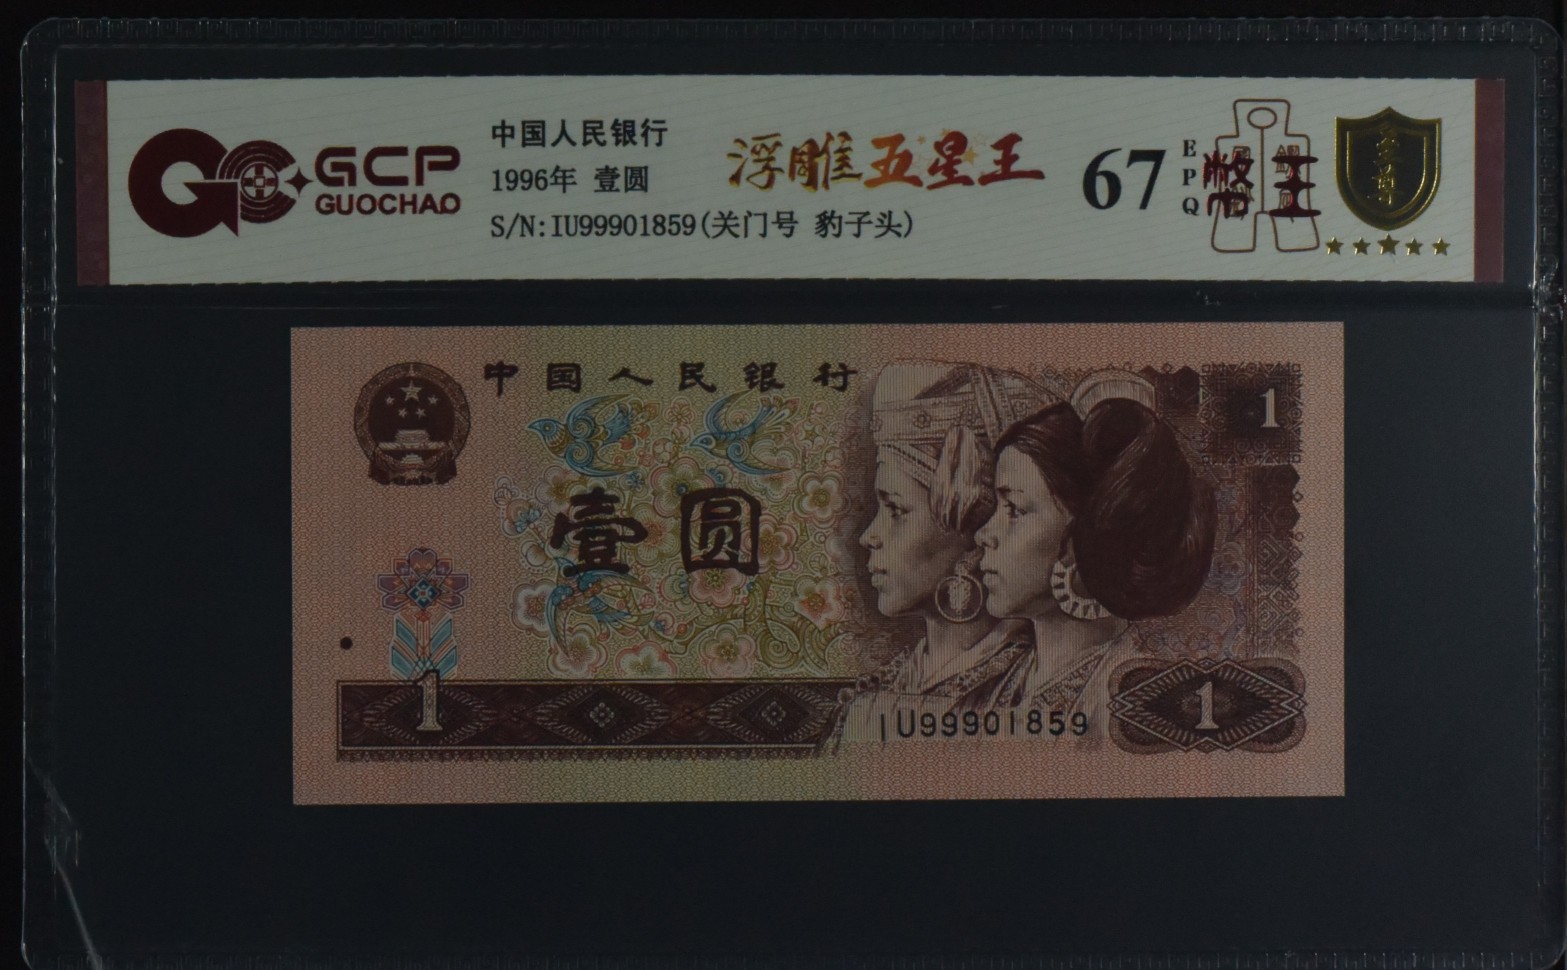 GCP
GUOCHAO
中国人民银行
1996年 壹圆
S/N:IU99901859(关门号 豹子头)
浮雕五星王
67
EPQ
至尊
中国人民银行
1
壹圆
1
IU99901859
1